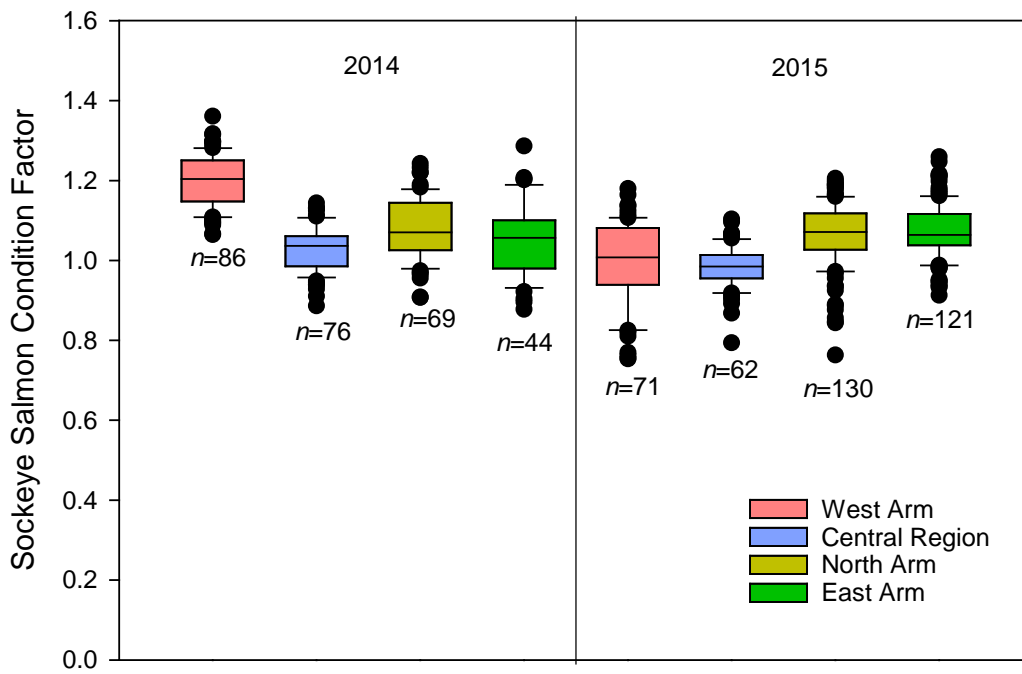 Sockeye Salmon Condition Factor
1.6
1.4
1.2
1.0
0.8
0.6
0.4
0.2
0.0
2014
2015
n=86
n=76
n=69
n=44
n=71
n=62
n=130
n=121
West Arm
Central Region
North Arm
East Arm